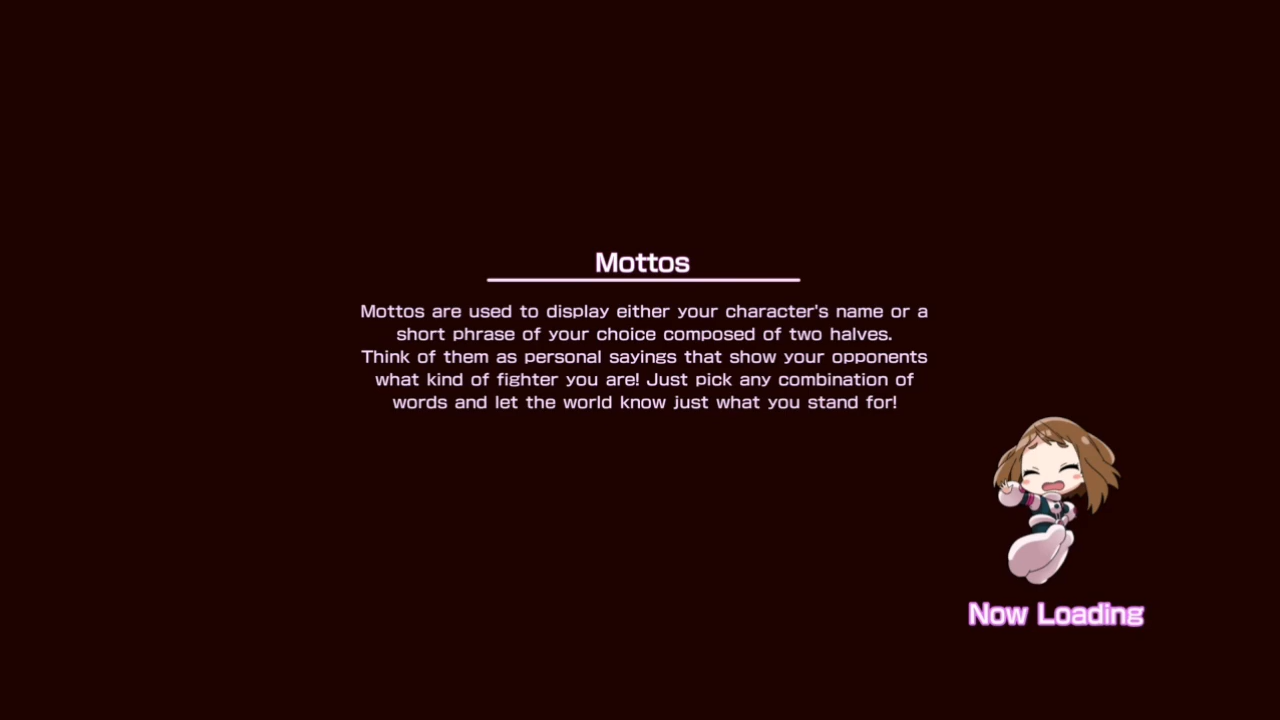 Mottos
Mottos are used to display either your character's name or a
short phrase of your choice composed of two halves.
Think of them as personal sayings that show your opponents
what kind of fighter you are! Just pick any combination of
words and let the world know just what you stand for!
Now Loading